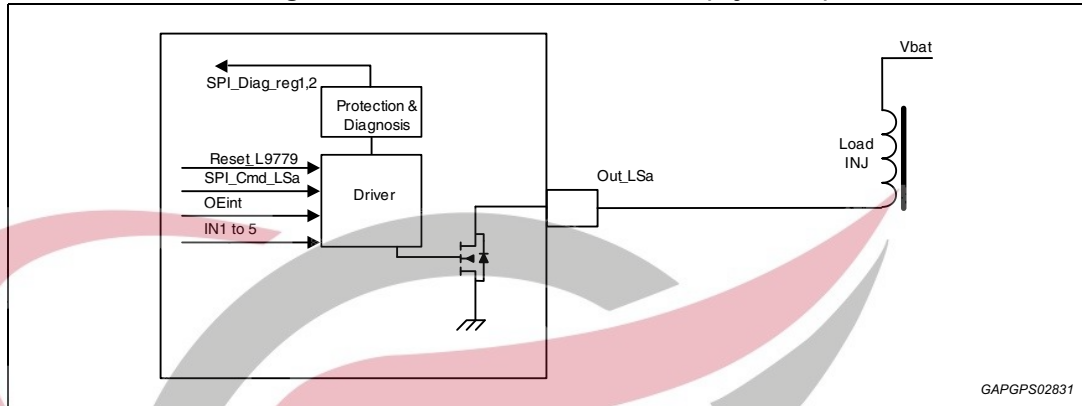 Vbat
SPI_Diag_reg1,2
Protection &
Diagnosis
Load
INJ
Reset_L9779
SPI_Cmd_LSa
OEint
IN1 to 5
Driver
Out_LSa
GAPGPS02831